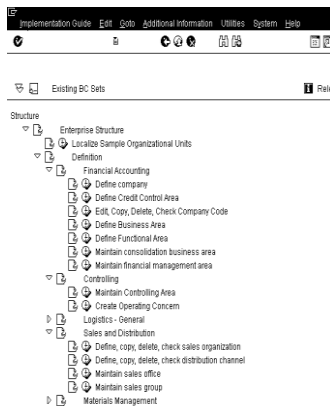 Implementation Guide Edit Goto Additional Information Utilities System Help
Existing BC Sets
Structure
Enterprise Structure
Localize Sample Organizational Units
Definition
Financial Accounting
Define company
Define Credit Control Area
Edit, Copy, Delete, Check Company Code
Define Business Area
Define Functional Area
Maintain consolidation business area
Maintain financial management area
Controlling
Maintain Controlling Area
Create Operating Concern
Logistics - General
Sales and Distribution
Define, copy, delete, check sales organization
Define, copy, delete, check distribution channel
Maintain sales office
Maintain sales group
Materials Management